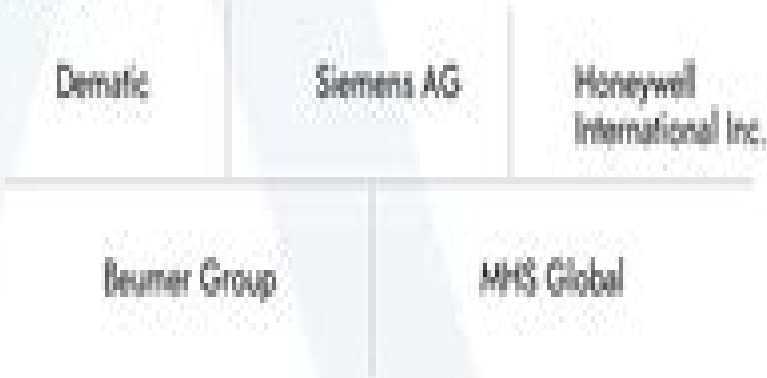 Dematic
Siemens AG
Honeywell
International Inc.
Beumer Group
MHS Global